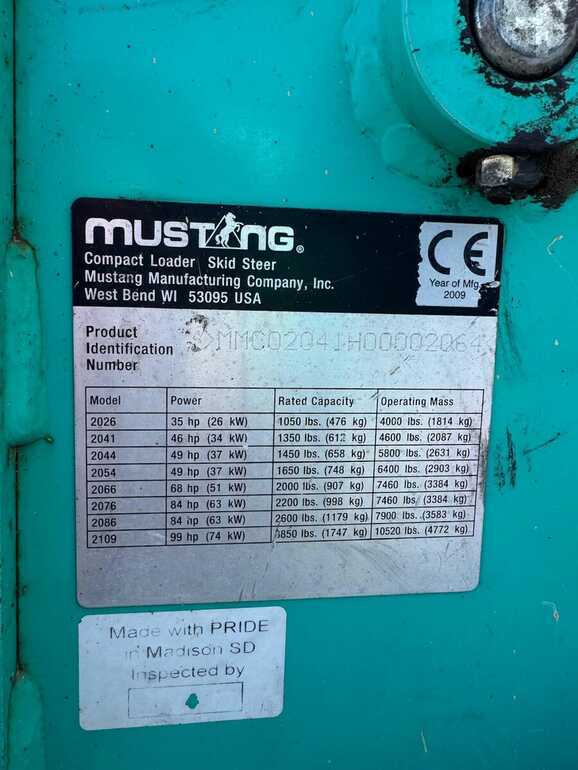 MUSTANG®
Compact Loader Skid Steer
Mustang Manufacturing Company, Inc.
West Bend WI 53095 USA
CE
Year of Mfg.
2009
Product
Identification
Number
MMC02041H00002064
Model Power Rated Capacity Operating Mass
2026 35 hp (26 kW) 1050 lbs. (476 kg) 4000 lbs. (1814 kg)
2041 46 hp (34 kW) 1350 lbs. (612 kg) 4600 lbs. (2087 kg)
2044 49 hp (37 kW) 1450 lbs. (658 kg) 5800 lbs. (2631 kg)
2054 49 hp (37 kW) 1650 lbs. (748 kg) 6400 lbs. (2903 kg)
2066 68 hp (51 kW) 2000 lbs. (907 kg) 7460 lbs. (3384 kg)
2076 84 hp (63 kW) 2200 lbs. (998 kg) 7460 lbs. (3384 kg)
2086 84 hp (63 kW) 2600 lbs. (1179 kg) 7900 lbs. (3583 kg)
2109 99 hp (74 kW) 3850 lbs. (1747 kg) 10520 lbs. (4772 kg)
Made with PRIDE
in Madison SD
Inspected by